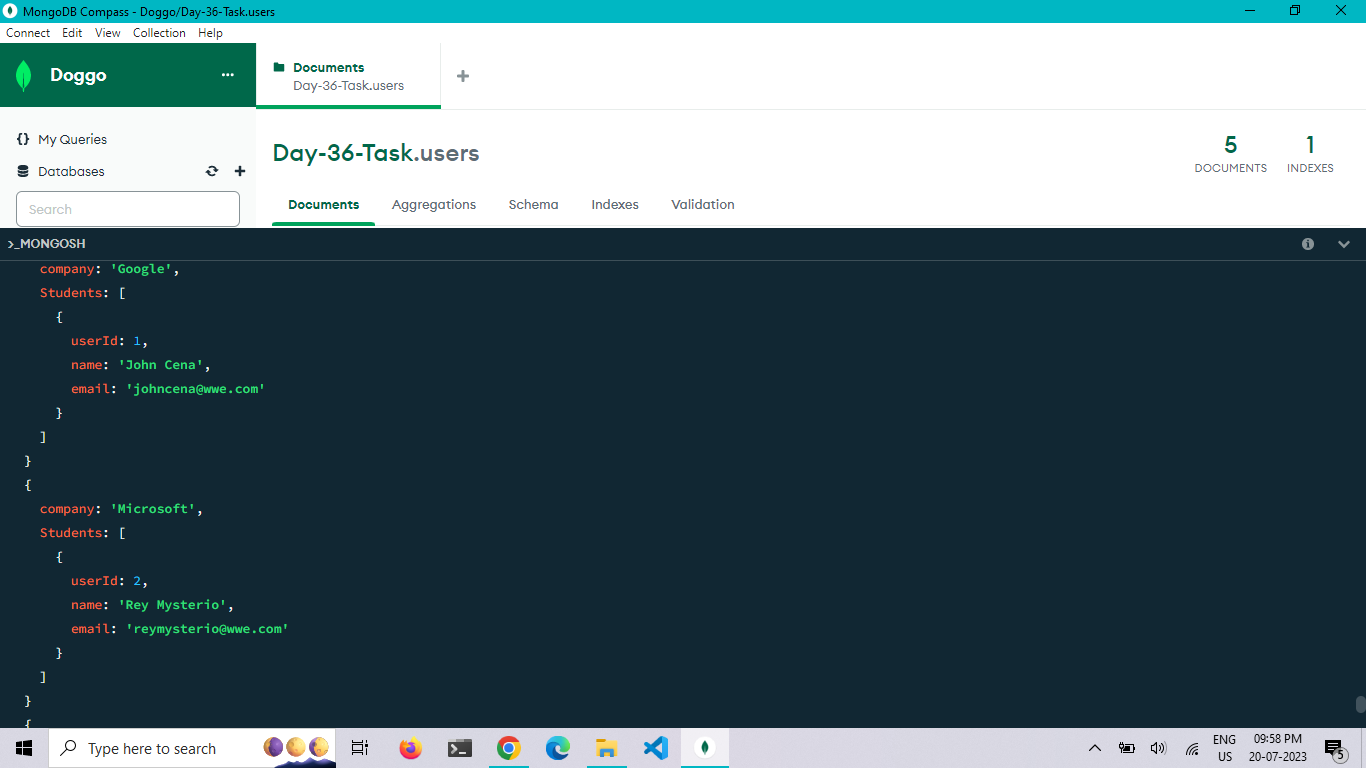 MongoDB Compass - Doggo/Day-36-Task.users
Connect Edit View Collection Help
Doggo
...
Documents
Day-36-Task.users
+
{} My Queries
Databases
Search
Day-36-Task.users
5
DOCUMENTS
1
INDEXES
Documents Aggregations Schema Indexes Validation
>_MONGOSH
company: 'Google',
Students: [
{
userId: 1,
name: 'John Cena',
email: 'johncena@wwe.com'
}
]
}
{
company: 'Microsoft',
Students: [
{
userId: 2,
name: 'Rey Mysterio',
email: 'reymysterio@wwe.com'
}
]
}
{
Type here to search
ENG
US
09:58 PM
20-07-2023
5